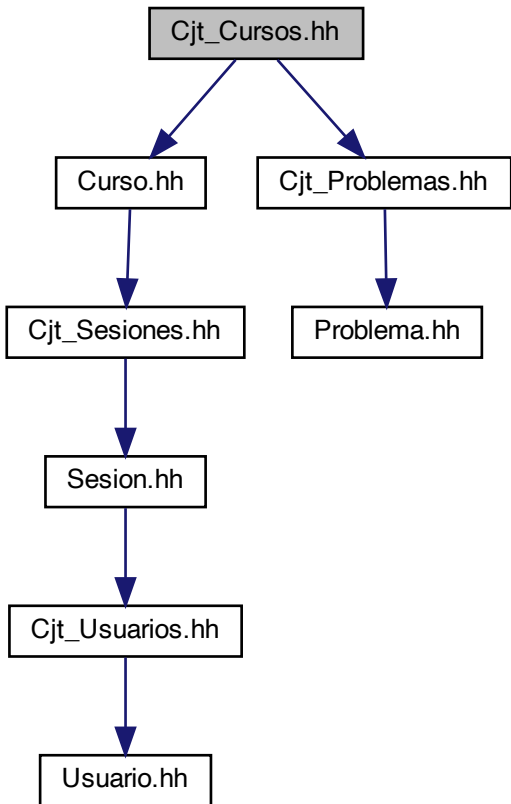 Cjt_Cursos.hh
Curso.hh
Cjt_Problemas.hh
Cjt_Sesiones.hh
Problema.hh
Sesion.hh
Cjt_Usuarios.hh
Usuario.hh